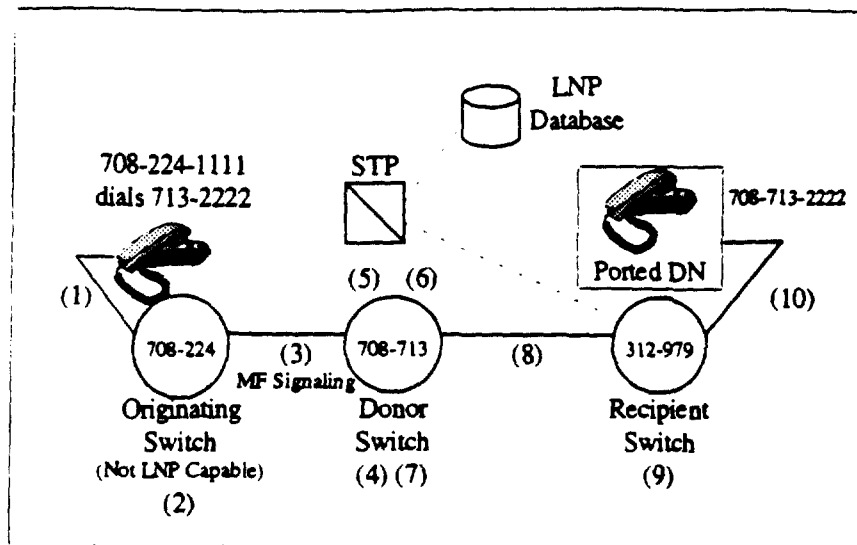 LNP
Database
708-224-1111
dials 713-2222
STP
708-713-2222
Ported DN
(1)
(5) (6)
(10)
708-224
(3)
MF Signaling
708-713
(8)
312-979
Originating
Switch
(Not LNP Capable)
(2)
Donor
Switch
(4) (7)
Recipient
Switch
(9)